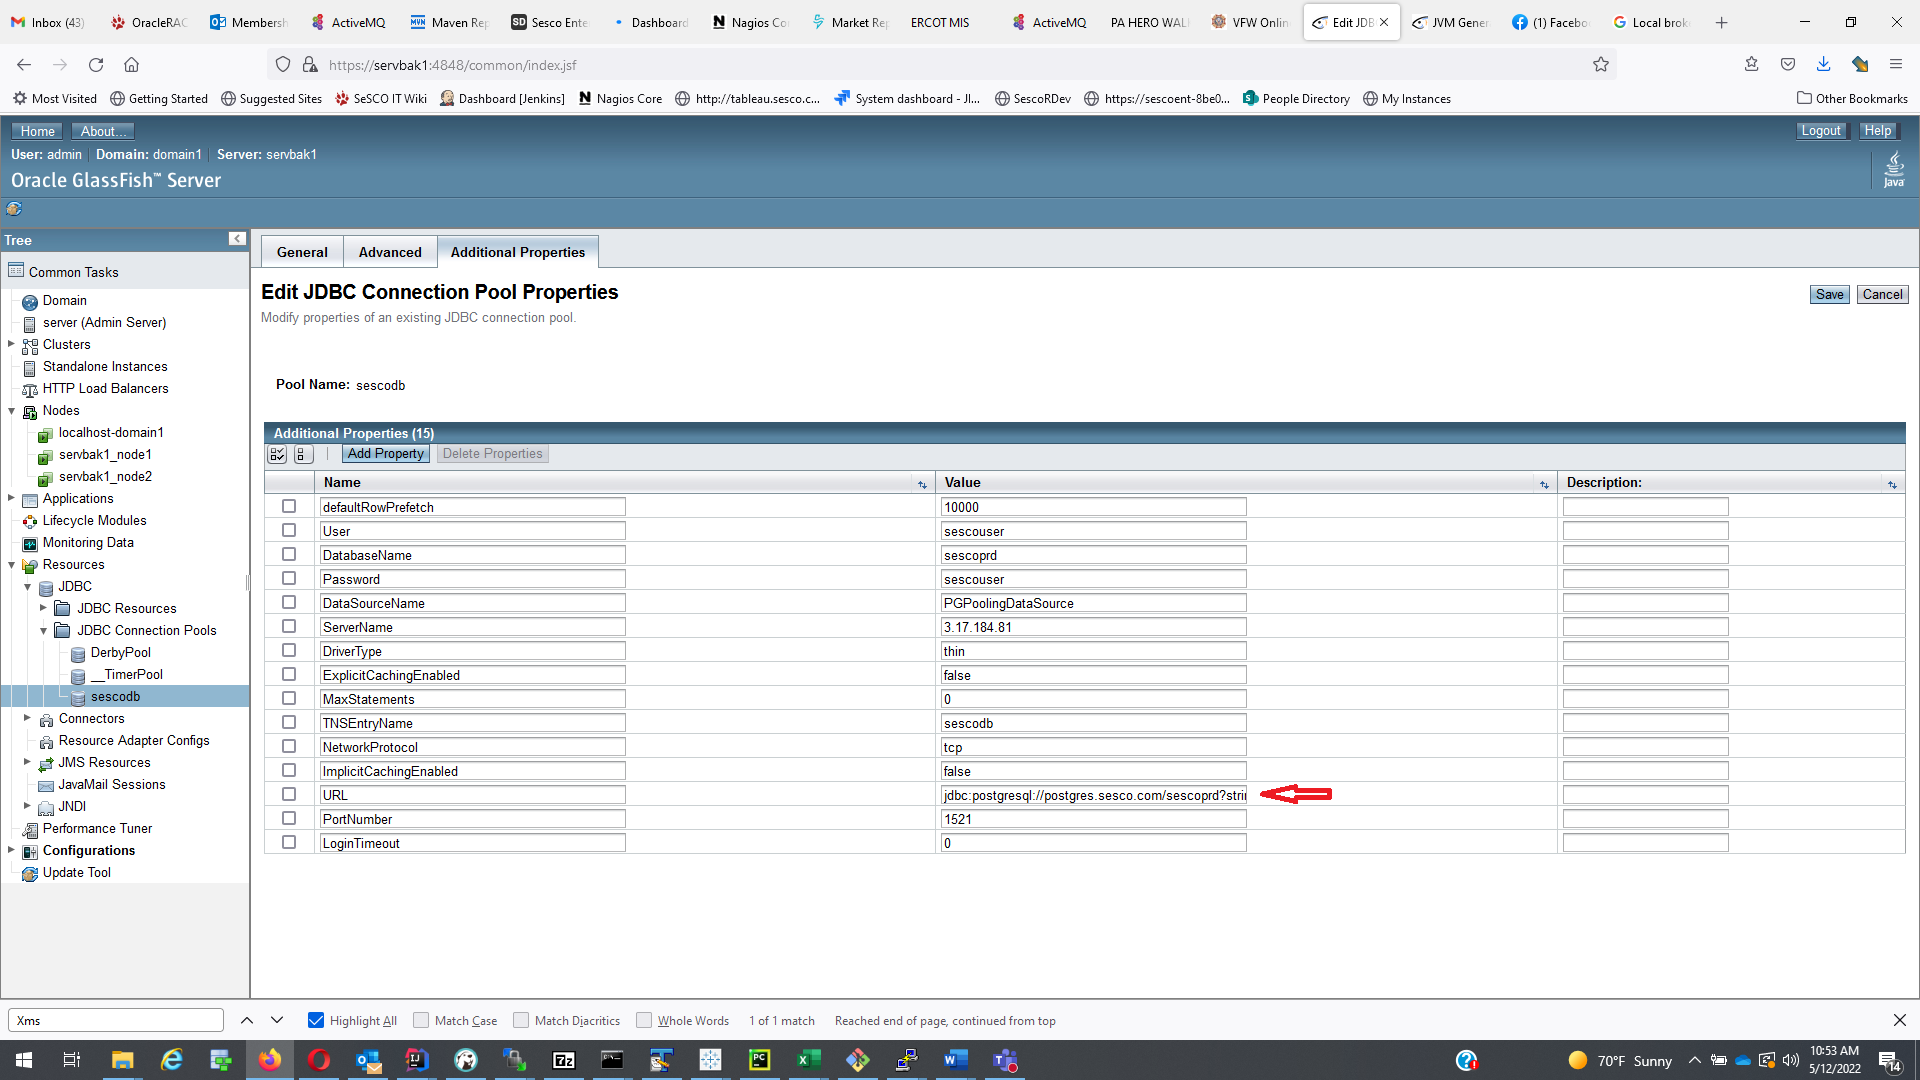 Inbox (43)
OracleRAC
Membersh
ActiveMQ
Maven Rep
Sesco Ente
Dashboard
Nagios Co
Market Rep
ERCOT MIS
ActiveMQ
PA HERO WALL
VFW Onlin
Edit JDB
JVM Gener
(1) Facebo
Local brok
https://servbak1:4848/common/index.jsf
Most Visited
Getting Started
Suggested Sites
SeSCO IT Wiki
Dashboard [Jenkins]
Nagios Core
http://tableau.sesco.c...
System dashboard - JI...
SescoRDev
https://sescoent-8be0...
People Directory
My Instances
Other Bookmarks
Home
About...
Logout
Help
User: admin
Domain: domain1
Server: servbak1
Oracle GlassFish™ Server
Java
Tree
Common Tasks
Domain
server (Admin Server)
Clusters
Standalone Instances
HTTP Load Balancers
Nodes
localhost-domain1
servbak1_node1
servbak1_node2
Applications
Lifecycle Modules
Monitoring Data
Resources
JDBC
JDBC Resources
JDBC Connection Pools
DerbyPool
__TimerPool
sescodb
Connectors
Resource Adapter Configs
JMS Resources
JavaMail Sessions
JNDI
Performance Tuner
Configurations
Update Tool
General
Advanced
Additional Properties
Edit JDBC Connection Pool Properties
Save
Cancel
Modify properties of an existing JDBC connection pool.
Pool Name: sescodb
Additional Properties (15)
Add Property
Delete Properties
Name
Value
Description:
defaultRowPrefetch
10000
User
sescouser
DatabaseName
sescoprd
Password
sescouser
DataSourceName
PGPoolingDataSource
ServerName
3.17.184.81
DriverType
thin
ExplicitCachingEnabled
false
MaxStatements
0
TNSEntryName
sescodb
NetworkProtocol
tcp
ImplicitCachingEnabled
false
URL
jdbc:postgresql://postgres.sesco.com/sescoprd?stri
PortNumber
1521
LoginTimeout
0
Xms
Highlight All
Match Case
Match Diacritics
Whole Words
1 of 1 match
Reached end of page, continued from top
70°F Sunny
10:53 AM
5/12/2022
14